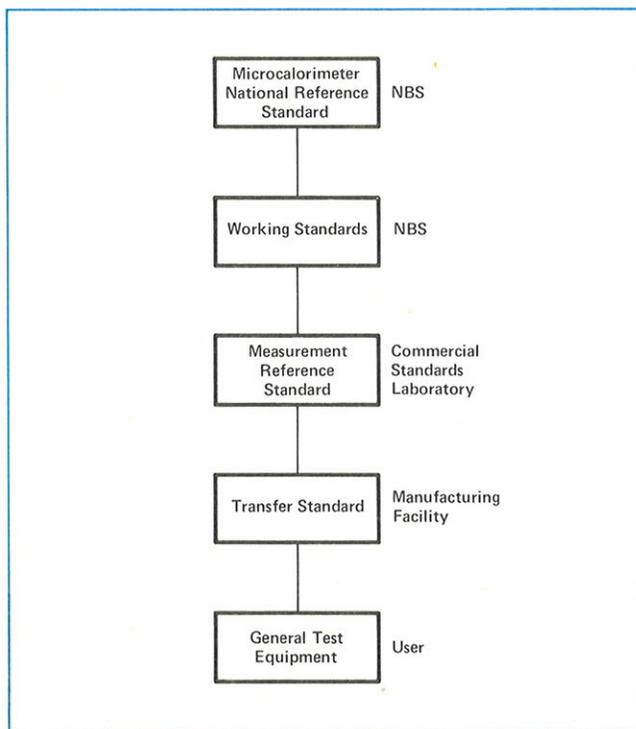 Microcalorimeter
National Reference
Standard
NBS
Working Standards
NBS
Measurement
Reference
Standard
Commercial
Standards
Laboratory
Transfer Standard
Manufacturing
Facility
General Test
Equipment
User